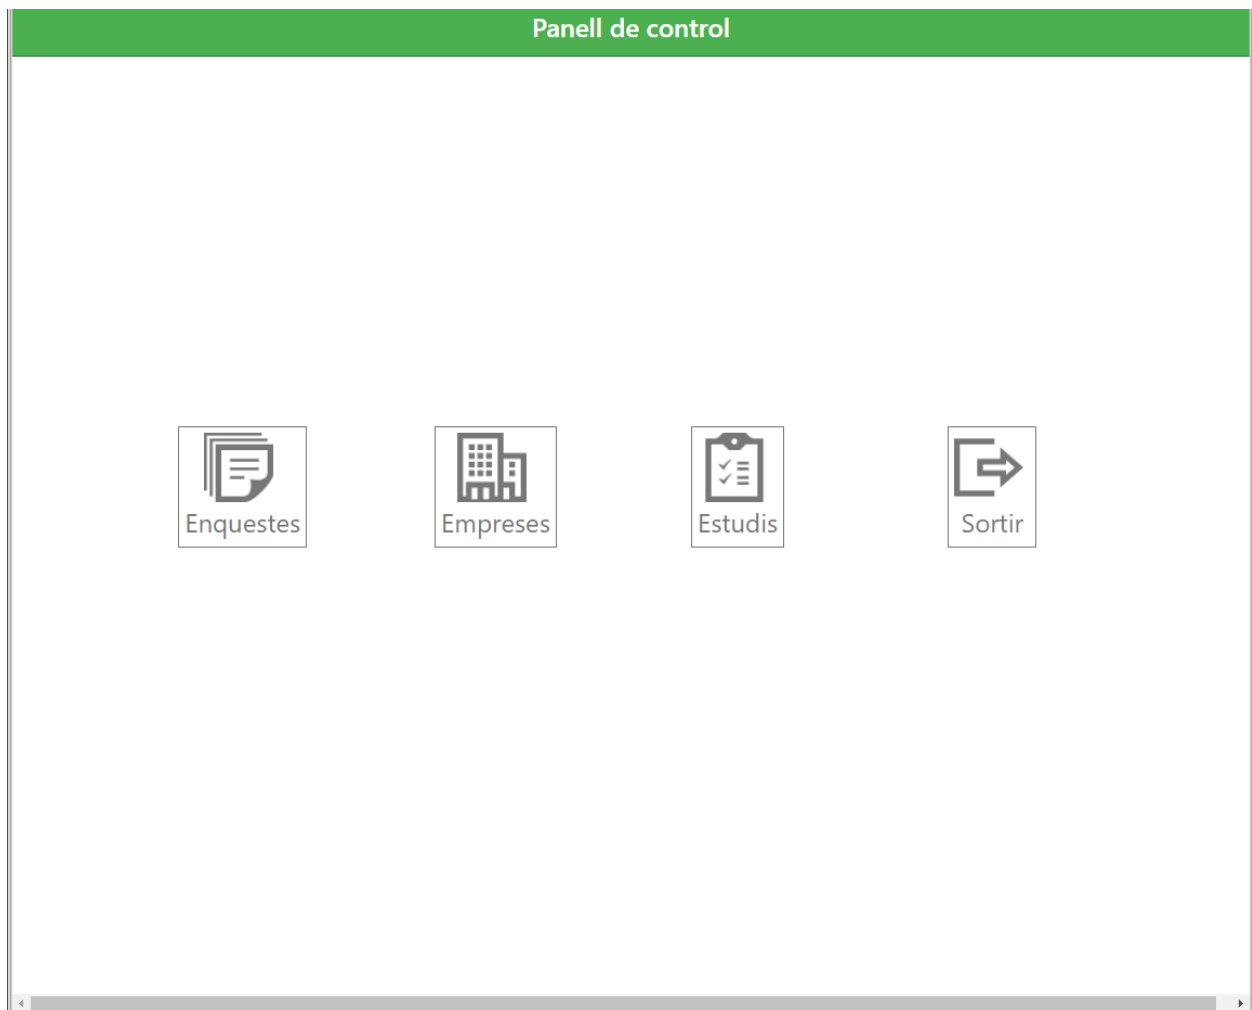 Panell de control
Enquestes
Empreses
Estudis
Sortir